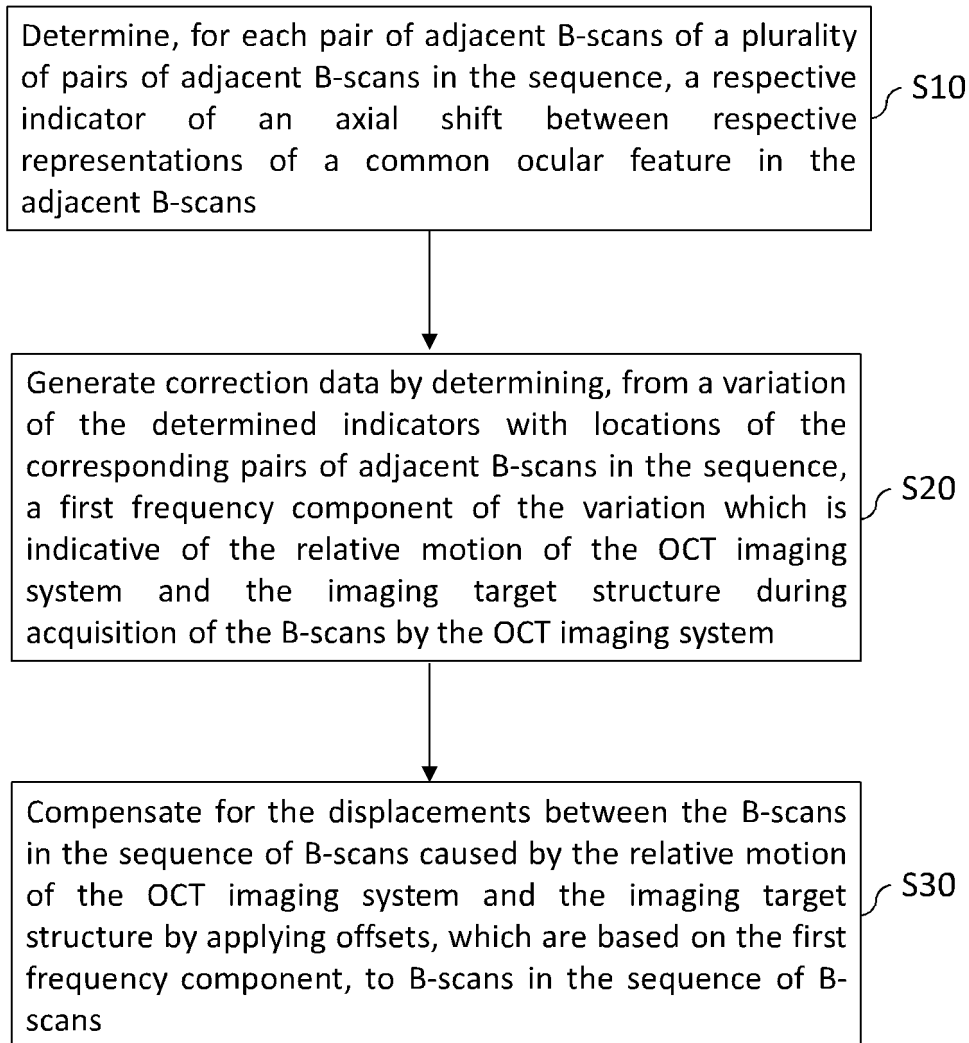 Determine, for each pair of adjacent B-scans of a plurality
of pairs of adjacent B-scans in the sequence, a respective
indicator of an axial shift between respective
representations of a common ocular feature in the
adjacent B-scans
S10
Generate correction data by determining, from a variation
of the determined indicators with locations of the
corresponding pairs of adjacent B-scans in the sequence,
a first frequency component of the variation which is
indicative of the relative motion of the OCT imaging
system and the imaging target structure during
acquisition of the B-scans by the OCT imaging system
S20
Compensate for the displacements between the B-scans
in the sequence of B-scans caused by the relative motion
of the OCT imaging system and the imaging target
structure by applying offsets, which are based on the first
frequency component, to B-scans in the sequence of B-
scans
S30